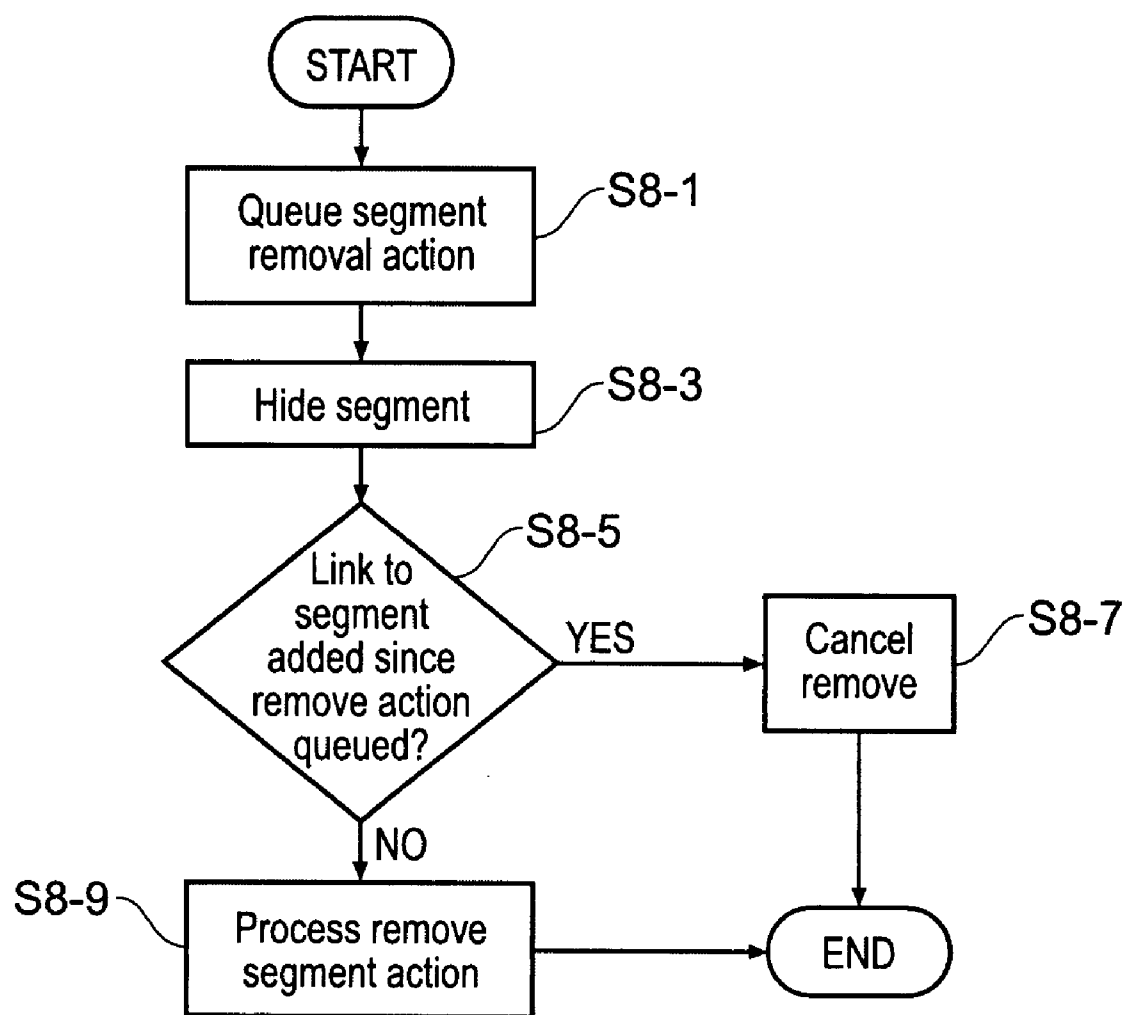 START
Queue segment
removal action
S8-1
Hide segment
S8-3
Link to
segment
added since
remove action
queued?
S8-5
YES
Cancel
remove
S8-7
NO
S8-9
Process remove
segment action
END